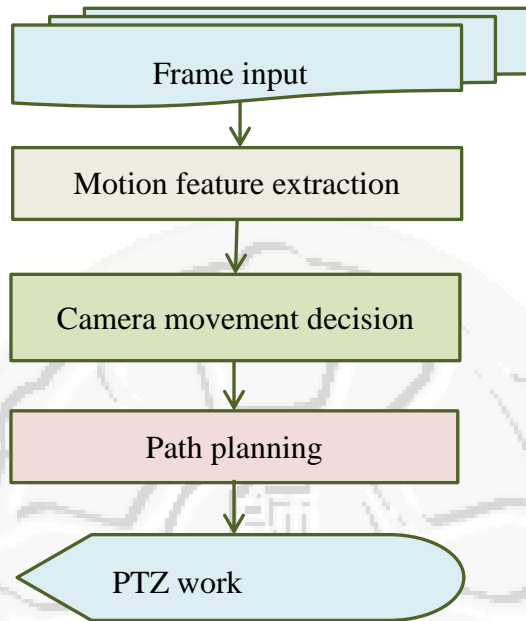 Frame input
Motion feature extraction
Camera movement decision
Path planning
PTZ work